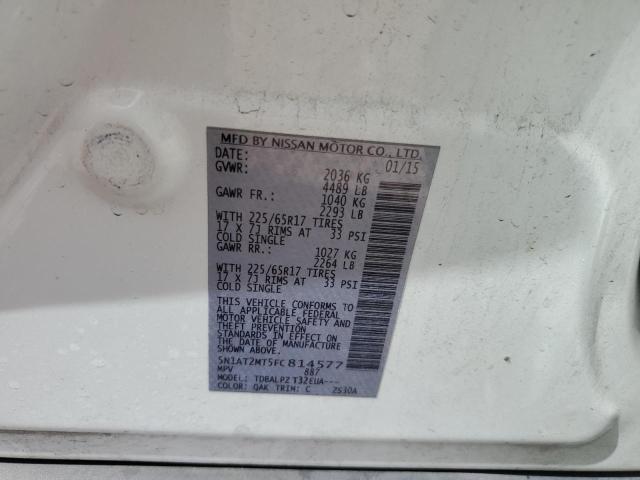 MFD BY NISSAN MOTOR CO., LTD.
DATE: 01/15
GVWR: 2036 KG
4489 LB
GAWR FR.: 1040 KG
2293 LB
WITH 225/65R17 TIRES
17 X 7J RIMS AT 33 PSI
COLD SINGLE
GAWR RR.: 1027 KG
2264 LB
WITH 225/65R17 TIRES
17 X 7J RIMS AT 33 PSI
COLD SINGLE
THIS VEHICLE CONFORMS TO
ALL APPLICABLE FEDERAL
MOTOR VEHICLE SAFETY AND
THEFT PREVENTION
STANDARDS IN EFFECT ON
THE DATE OF MANUFACTURE
SHOWN ABOVE.
5N1AT2MT5FC814577
MPV 887
MODEL: TDBALPZ T32EUA---
COLOR: QAK TRIM: C 2S30A